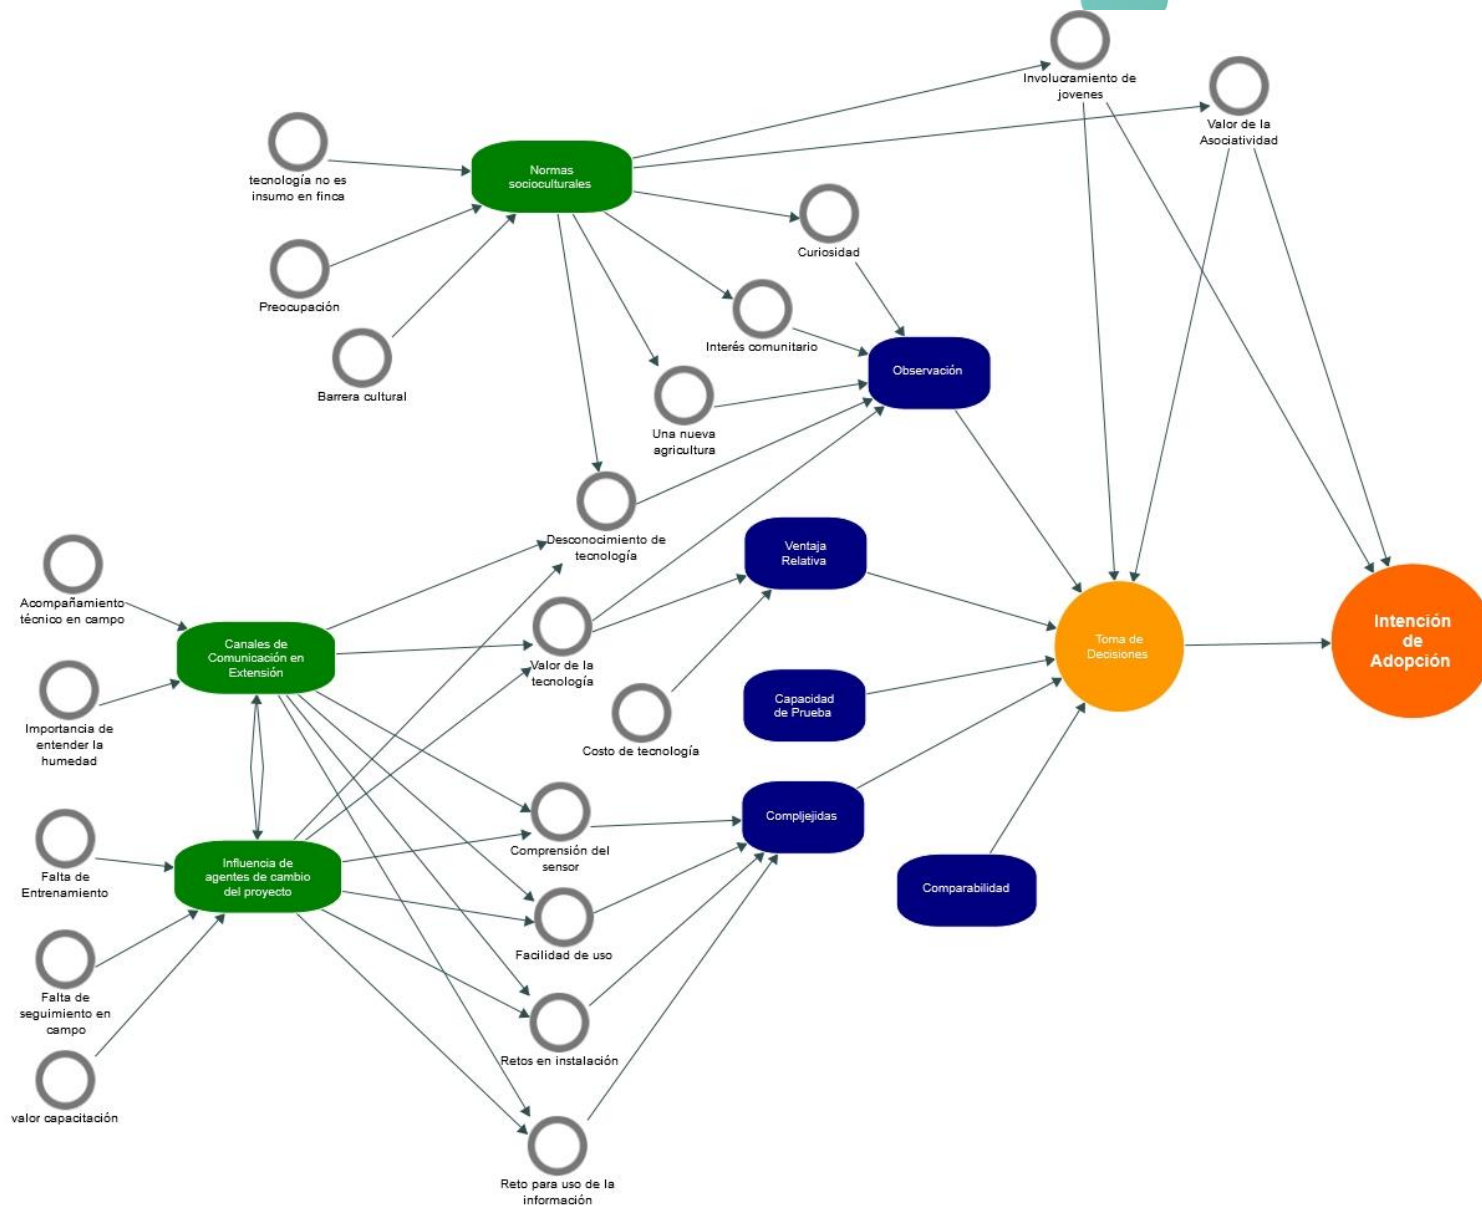 Involucramiento de
jovenes
Valor de la
Asociatividad
tecnología no es
insumo en finca
Normas
socioculturales
Curiosidad
Preocupación
Interés comunitario
Barrera cultural
Observación
Una nueva
agricultura
Desconocimiento de
tecnología
Ventaja
Relativa
Acompañamiento
técnico en campo
Canales de
Comunicación en
Extensión
Valor de la
tecnología
Toma de
Decisiones
Intención
de
Adopción
Importancia de
entender la
humedad
Costo de tecnología
Capacidad
de Prueba
Falta de
Entrenamiento
Influencia de
agentes de cambio
del proyecto
Comprensión del
sensor
Compljejidas
Comparabilidad
Facilidad de uso
Falta de
seguimiento en
campo
Retos en instalación
valor capacitación
Reto para uso de la
información